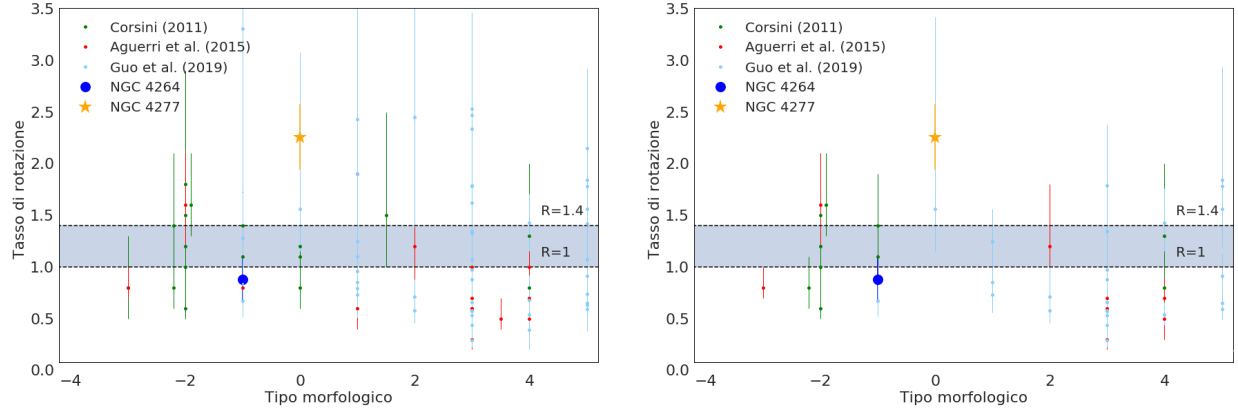 3.5
3.0
2.5
2.0
1.5
1.0
0.5
0.0
Tasso di rotazione
Corsini (2011)
Aguerri et al. (2015)
Guo et al. (2019)
NGC 4264
NGC 4277
R=1.4
R=1
−4 −2 0 2 4
Tipo morfologico
3.5
3.0
2.5
2.0
1.5
1.0
0.5
0.0
Tasso di rotazione
Corsini (2011)
Aguerri et al. (2015)
Guo et al. (2019)
NGC 4264
NGC 4277
R=1.4
R=1
−4 −2 0 2 4
Tipo morfologico